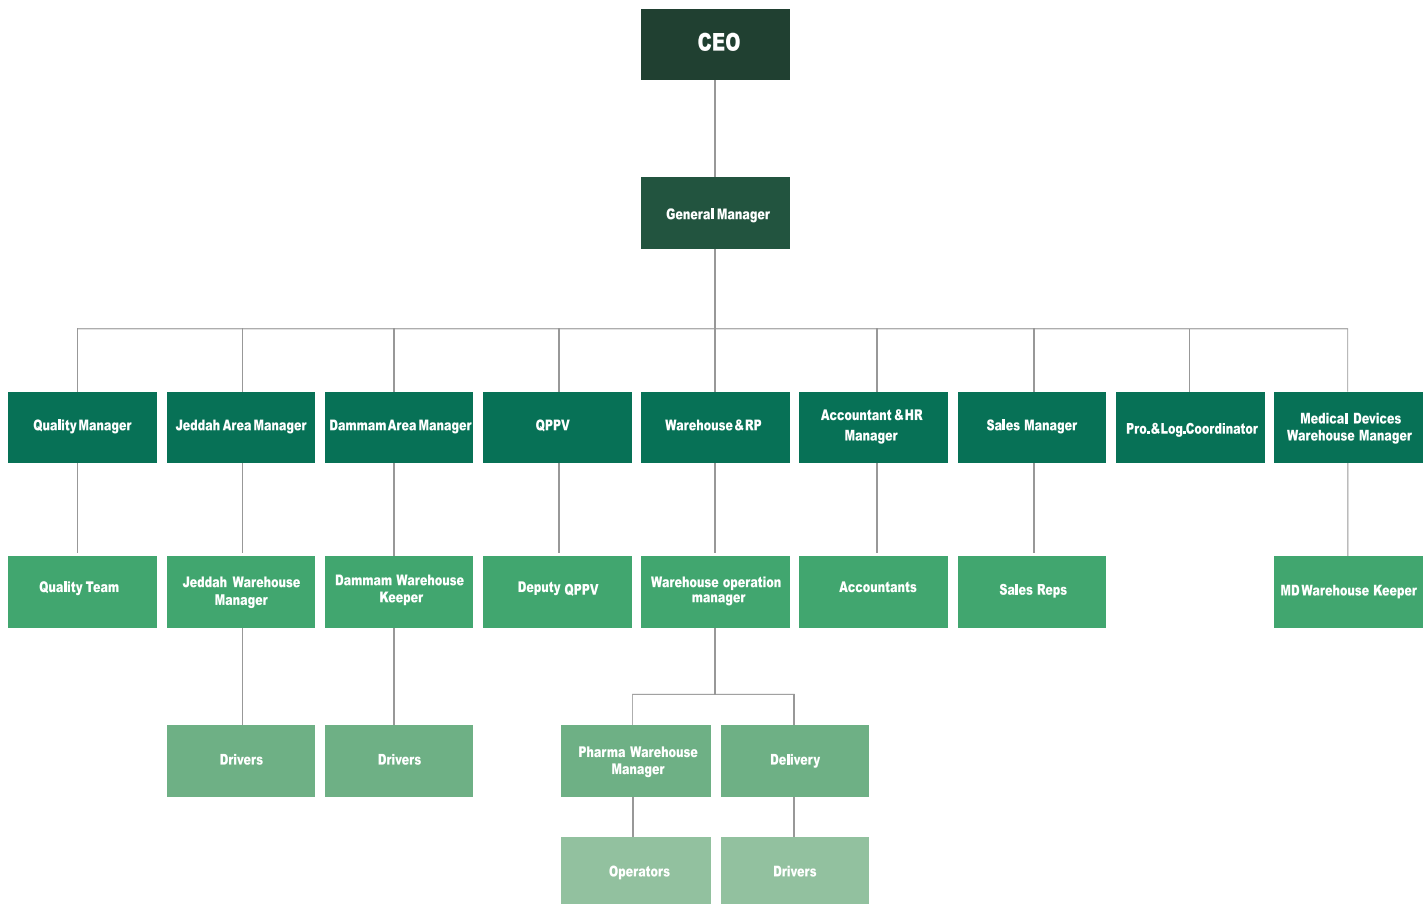 CEO
General Manager
Quality Manager
Jeddah Area Manager
Dammam Area Manager
QPPV
Warehouse & RP
Accountant & HR
Manager
Sales Manager
Pro.&Log.Coordinator
Medical Devices
Warehouse Manager
Quality Team
Jeddah Warehouse
Manager
Dammam Warehouse
Keeper
Deputy QPPV
Warehouse operation
manager
Accountants
Sales Reps
MD Warehouse Keeper
Drivers
Drivers
Pharma Warehouse
Manager
Delivery
Operators
Drivers